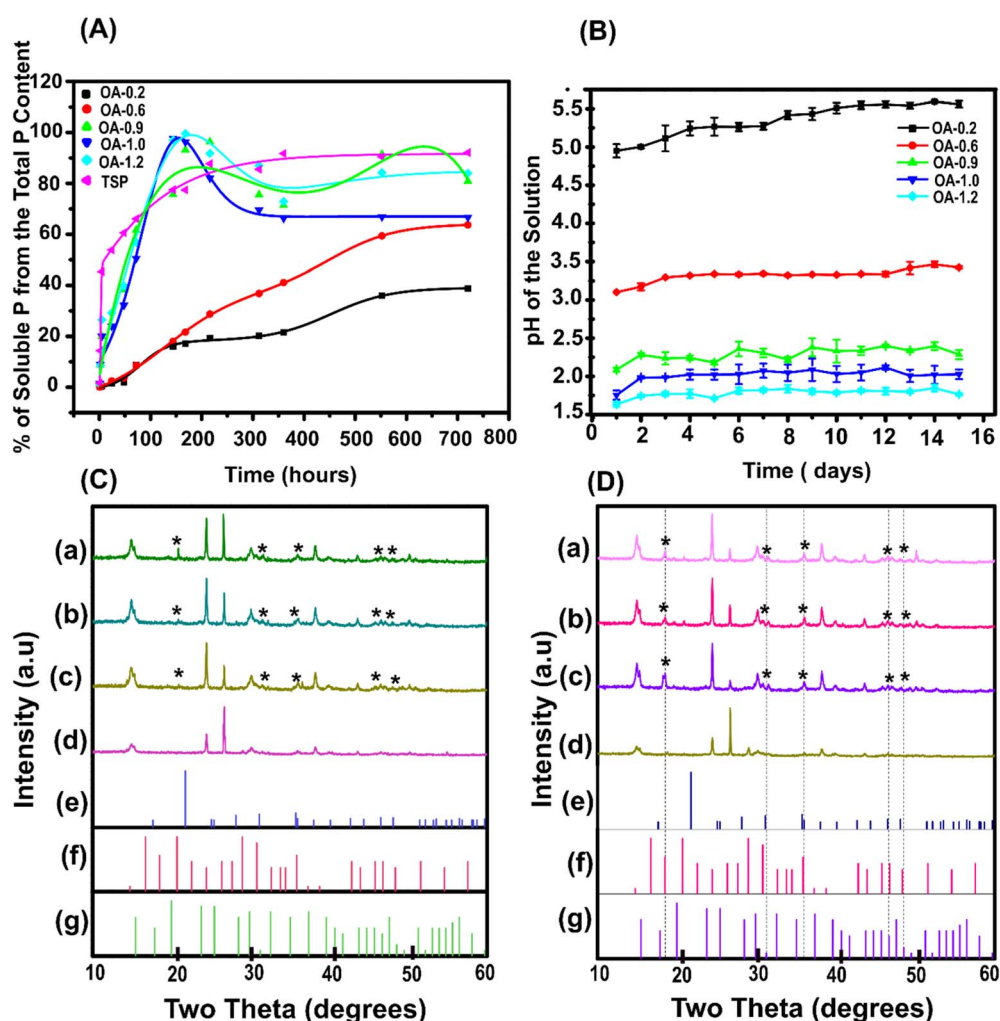 (A)
% of Soluble P from the Total P Content
120
100
80
60
40
20
0
OA-0.2
OA-0.6
OA-0.9
OA-1.0
OA-1.2
TSP
0 100 200 300 400 500 600 700 800
Time (hours)
(B)
pH of the Solution
5.5
5.0
4.5
4.0
3.5
3.0
2.5
2.0
1.5
OA-0.2
OA-0.6
OA-0.9
OA-1.0
OA-1.2
0 2 4 6 8 10 12 14 16
Time ( days)
(C)
Intensity (a.u)
(a)
* * * * *
(b)
* * * * *
(c)
* * * * *
(d)
(e)
(f)
(g)
10 20 30 40 50 60
Two Theta (degrees)
(D)
Intensity (a.u)
(a)
* * * * *
(b)
* * * * *
(c)
* * * * *
(d)
(e)
(f)
(g)
10 20 30 40 50 60
Two Theta (degrees)